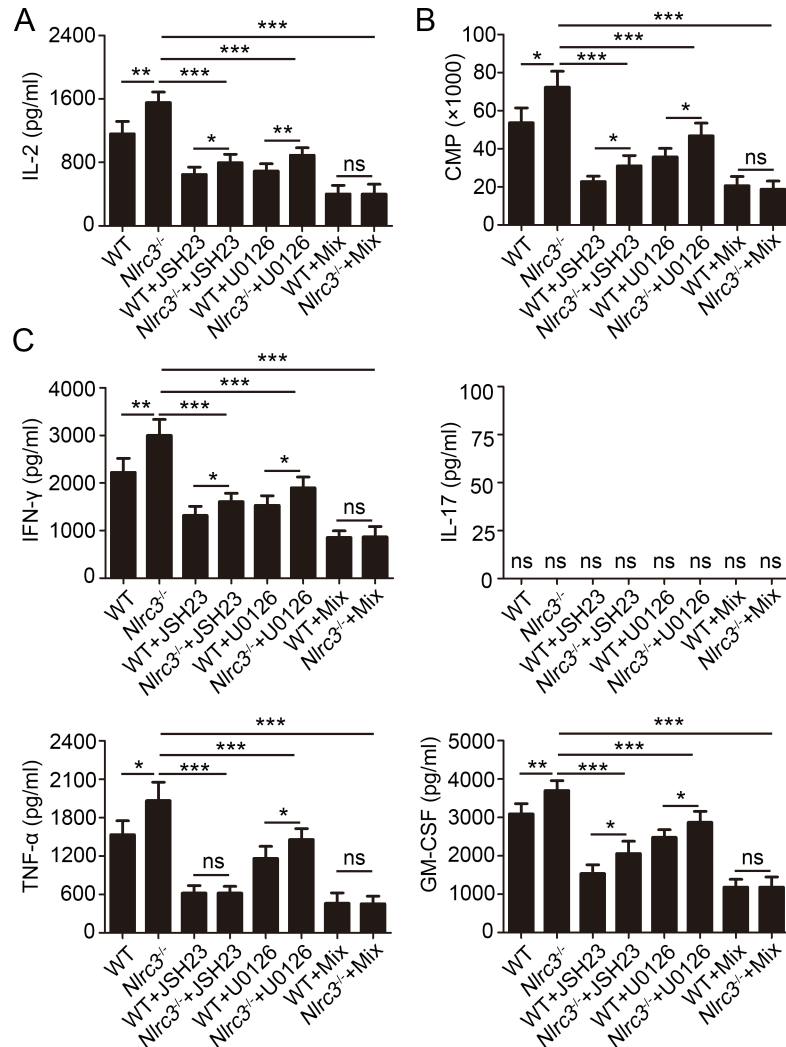 A
IL-2 (pg/ml)
2400
1600
800
0
**
***
***
***
*
**
ns
WT
Nlrc3-/-
WT+JSH23
Nlrc3-/-+JSH23
WT+U0126
Nlrc3-/-+U0126
WT+Mix
Nlrc3-/-+Mix
B
CMP (×1000)
100
80
60
40
20
0
*
***
***
***
*
*
ns
WT
Nlrc3-/-
WT+JSH23
Nlrc3-/-+JSH23
WT+U0126
Nlrc3-/-+U0126
WT+Mix
Nlrc3-/-+Mix
C
IFN-γ (pg/ml)
4000
3000
2000
1000
0
**
***
***
***
*
*
ns
WT
Nlrc3-/-
WT+JSH23
Nlrc3-/-+JSH23
WT+U0126
Nlrc3-/-+U0126
WT+Mix
Nlrc3-/-+Mix
IL-17 (pg/ml)
100
75
50
25
0
ns ns ns ns ns ns ns ns
WT
Nlrc3-/-
WT+JSH23
Nlrc3-/-+JSH23
WT+U0126
Nlrc3-/-+U0126
WT+Mix
Nlrc3-/-+Mix
TNF-α (pg/ml)
2400
2100
1800
1200
600
0
*
***
***
***
ns
*
ns
WT
Nlrc3-/-
WT+JSH23
Nlrc3-/-+JSH23
WT+U0126
Nlrc3-/-+U0126
WT+Mix
Nlrc3-/-+Mix
GM-CSF (pg/ml)
5000
4000
3000
2000
1000
0
**
***
***
***
*
*
ns
WT
Nlrc3-/-
WT+JSH23
Nlrc3-/-+JSH23
WT+U0126
Nlrc3-/-+U0126
WT+Mix
Nlrc3-/-+Mix